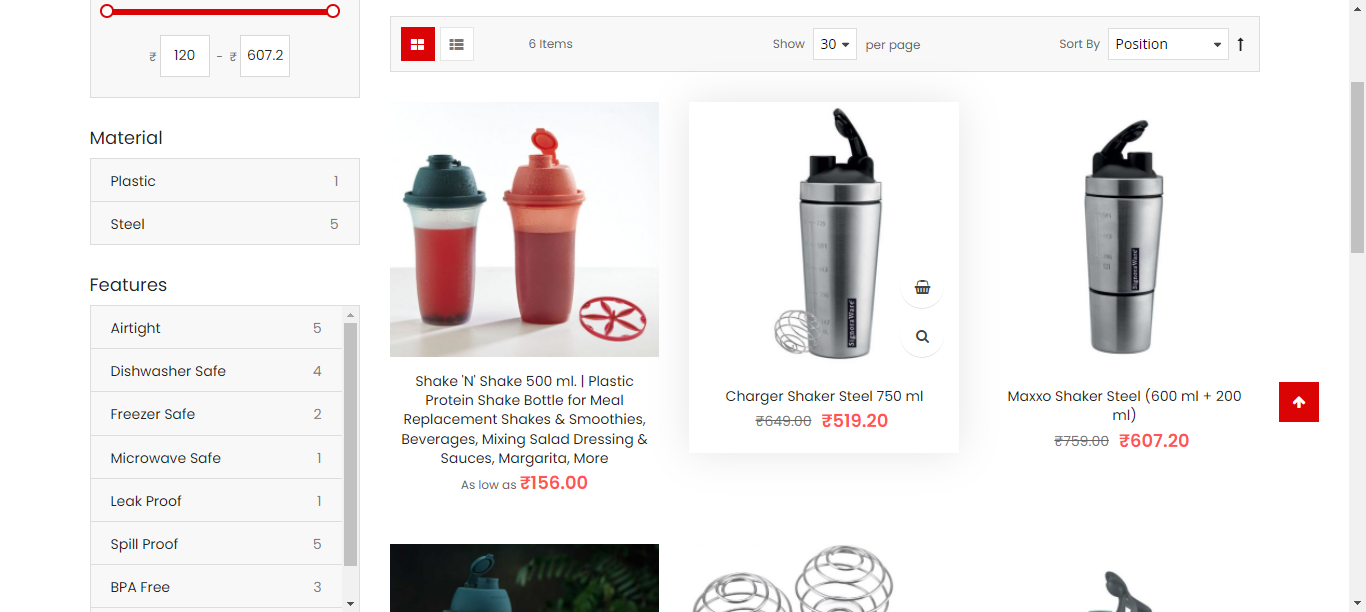 ₹ 120 - ₹ 607.2
Material
Plastic 1
Steel 5
Features
Airtight 5
Dishwasher Safe 4
Freezer Safe 2
Microwave Safe 1
Leak Proof 1
Spill Proof 5
BPA Free 3
6 Items
Show 30 per page
Sort By Position
Shake 'N' Shake 500 ml. | Plastic
Protein Shake Bottle for Meal
Replacement Shakes & Smoothies,
Beverages, Mixing Salad Dressing &
Sauces, Margarita, More
As low as ₹156.00
SignoraWare
Charger Shaker Steel 750 ml
₹649.00 ₹519.20
SignoraWare
Maxxo Shaker Steel (600 ml + 200
ml)
₹759.00 ₹607.20